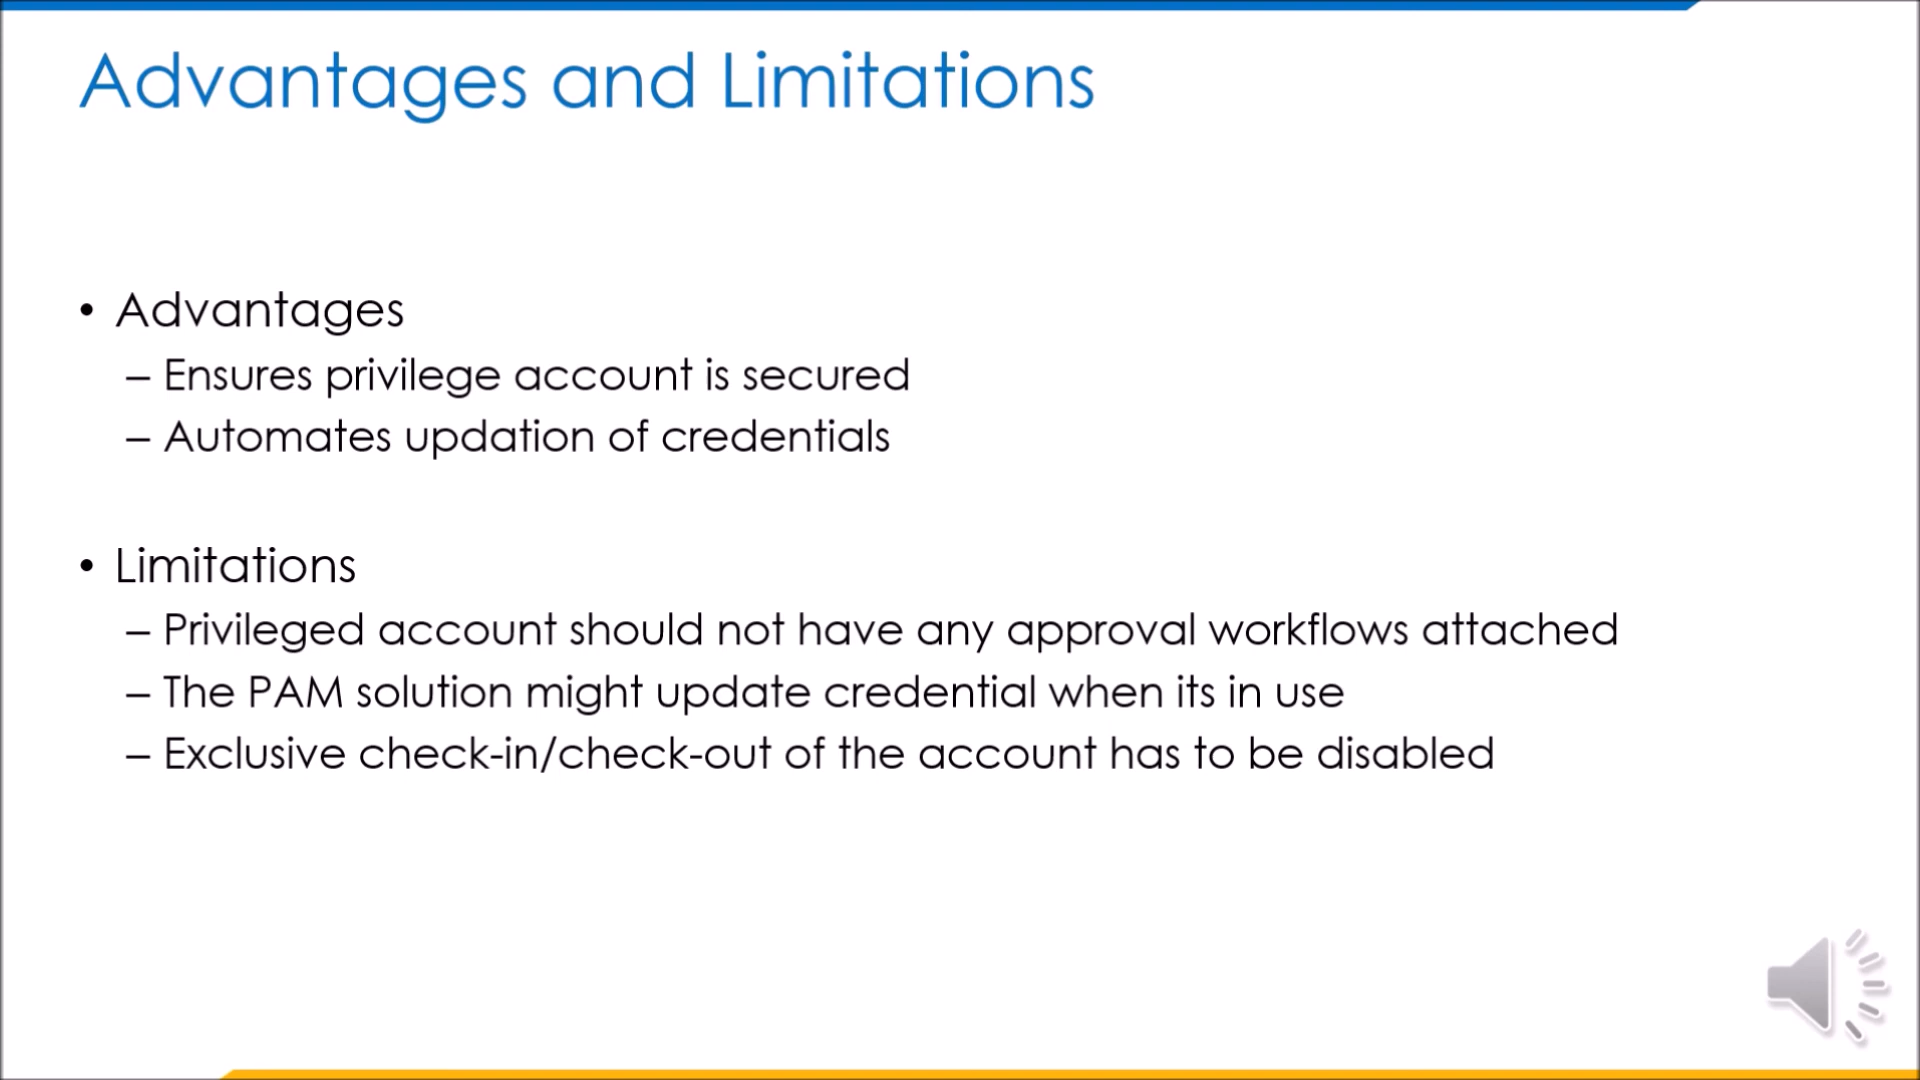 Advantages and Limitations
• Advantages
– Ensures privilege account is secured
– Automates updation of credentials
• Limitations
– Privileged account should not have any approval workflows attached
– The PAM solution might update credential when its in use
– Exclusive check-in/check-out of the account has to be disabled